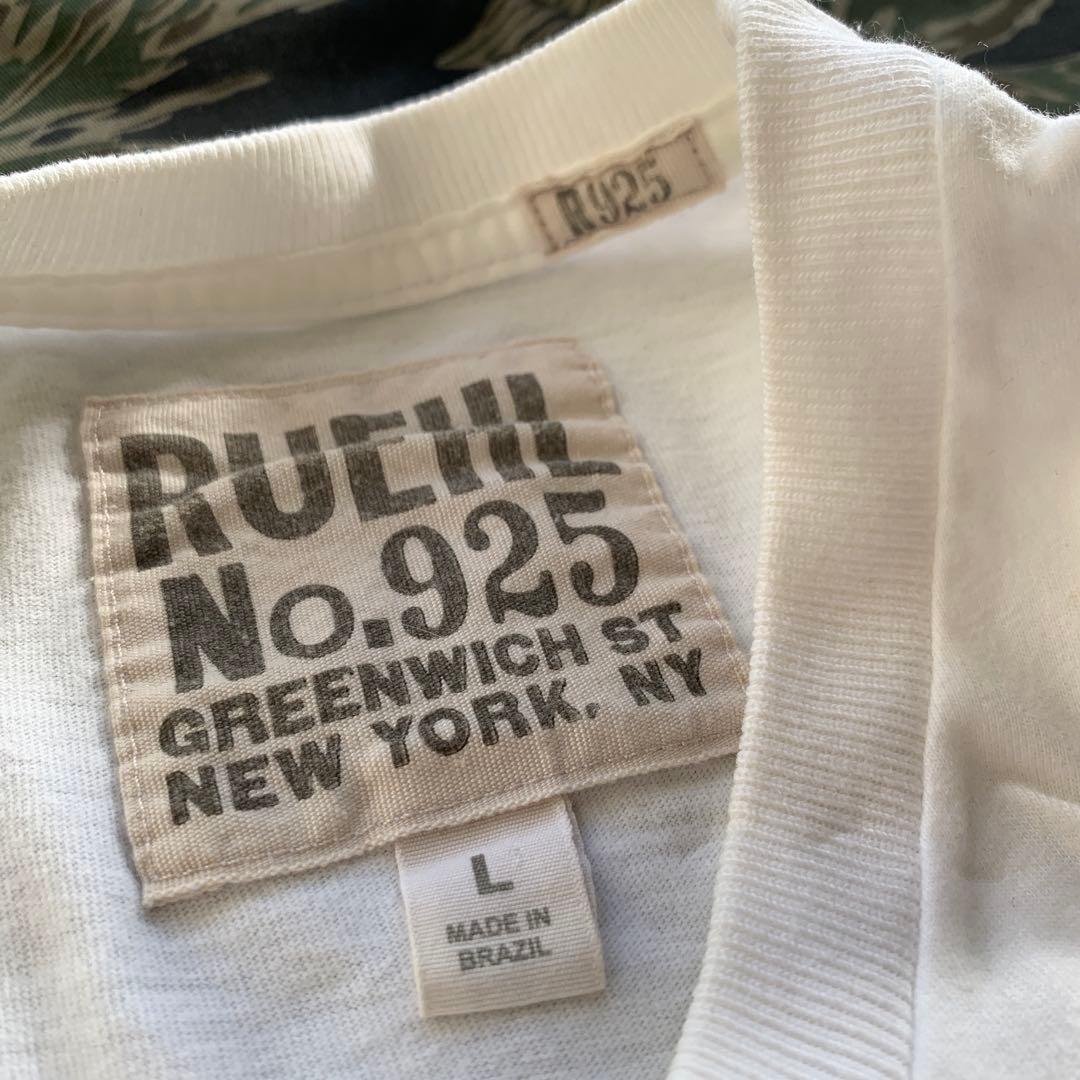 R925
RUEHL
No.925
GREENWICH ST
NEW YORK, NY
L
MADE IN
BRAZIL